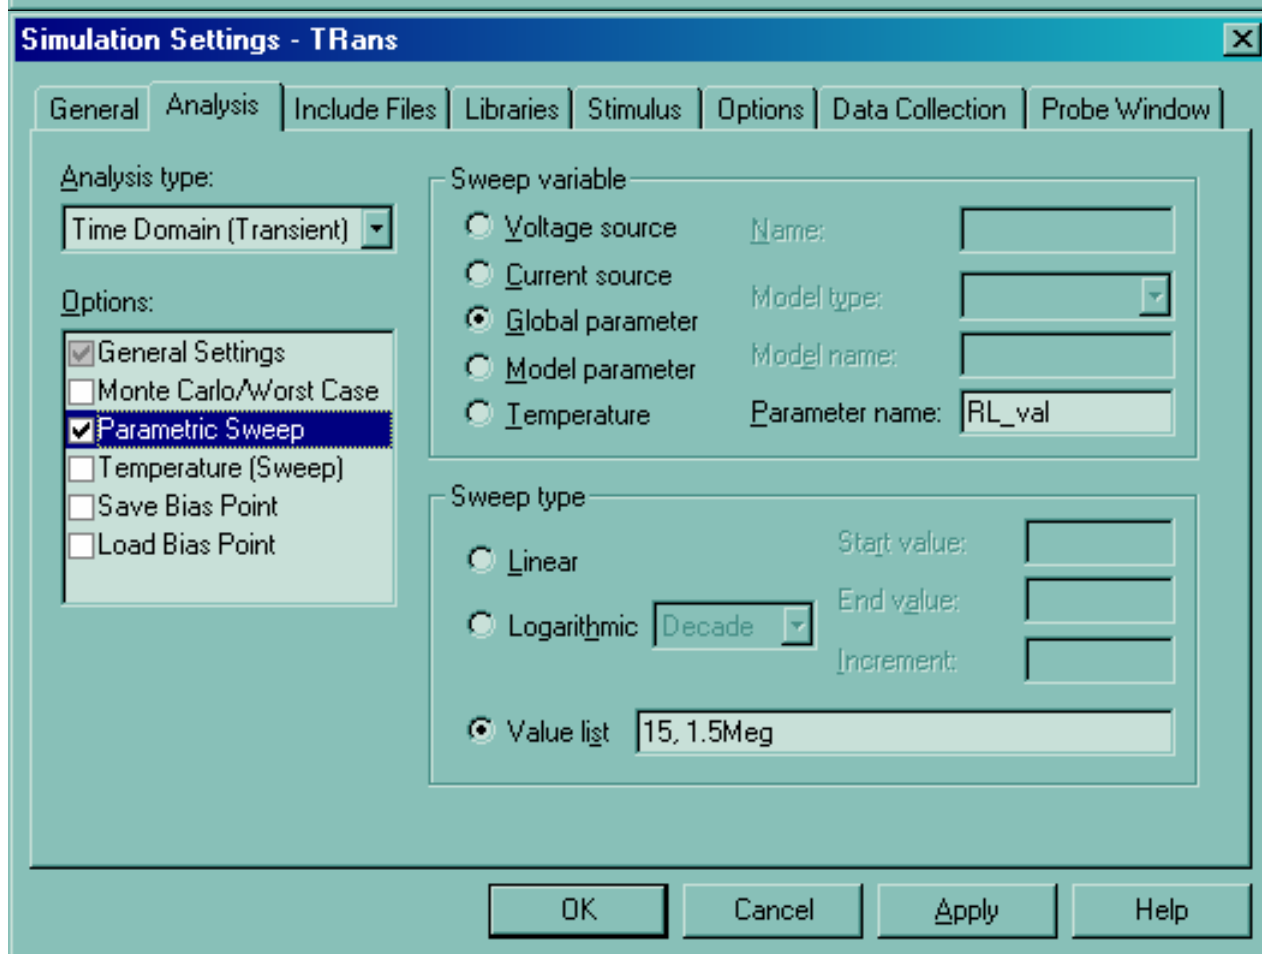 Simulation Settings - TRans
General Analysis Include Files Libraries Stimulus Options Data Collection Probe Window
Analysis type:
Time Domain (Transient)
Options:
General Settings
Monte Carlo/Worst Case
Parametric Sweep
Temperature (Sweep)
Save Bias Point
Load Bias Point
Sweep variable
Voltage source
Name:
Current source
Model type:
Global parameter
Model name:
Model parameter
Temperature
Parameter name: RL_val
Sweep type
Start value:
Linear
End value:
Logarithmic Decade
Increment:
Value list 15, 1.5Meg
OK Cancel Apply Help